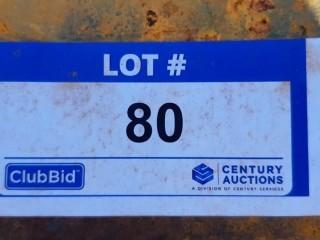 LOT #
80
ClubBid
CENTURY
AUCTIONS
A DIVISION OF CENTURY SERVICES